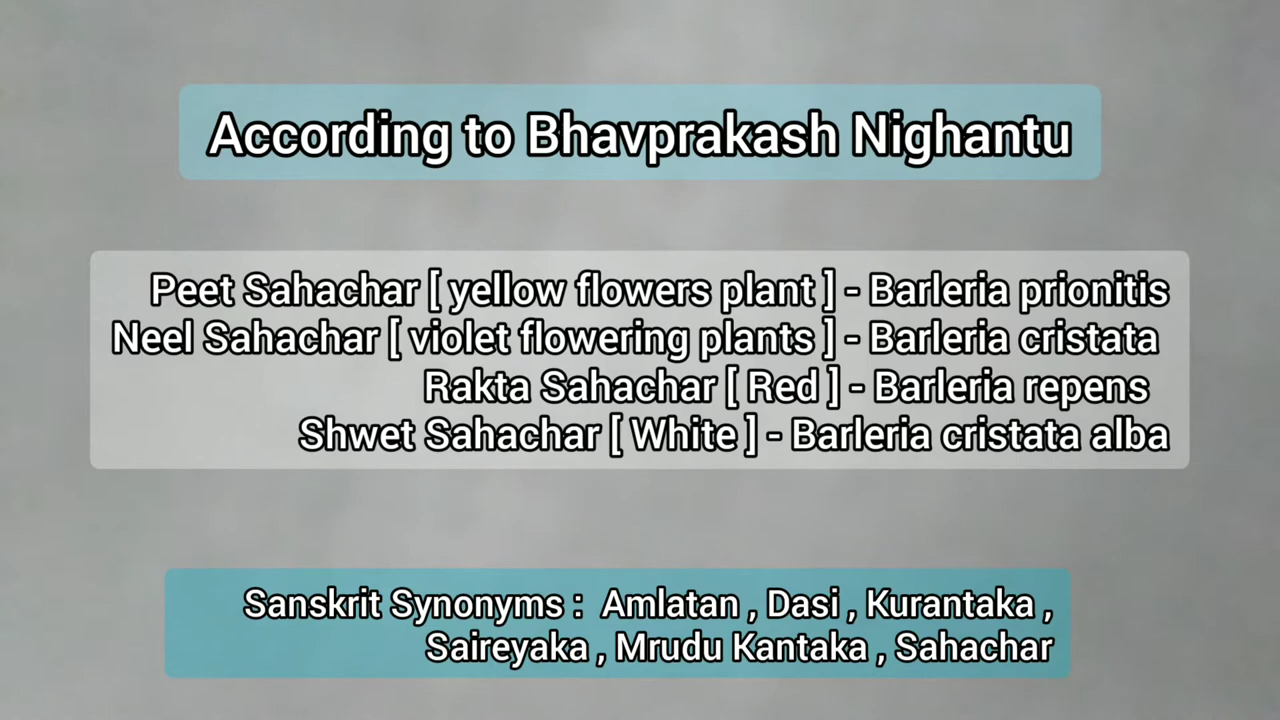 According to Bhavprakash Nighantu
Peet Sahachar [ yellow flowers plant ] - Barleria prionitis
Neel Sahachar [ violet flowering plants ] - Barleria cristata
Rakta Sahachar [ Red ] - Barleria repens
Shwet Sahachar [ White ] - Barleria cristata alba
Sanskrit Synonyms :  Amlatan , Dasi , Kurantaka ,
Saireyaka , Mrudu Kantaka , Sahachar